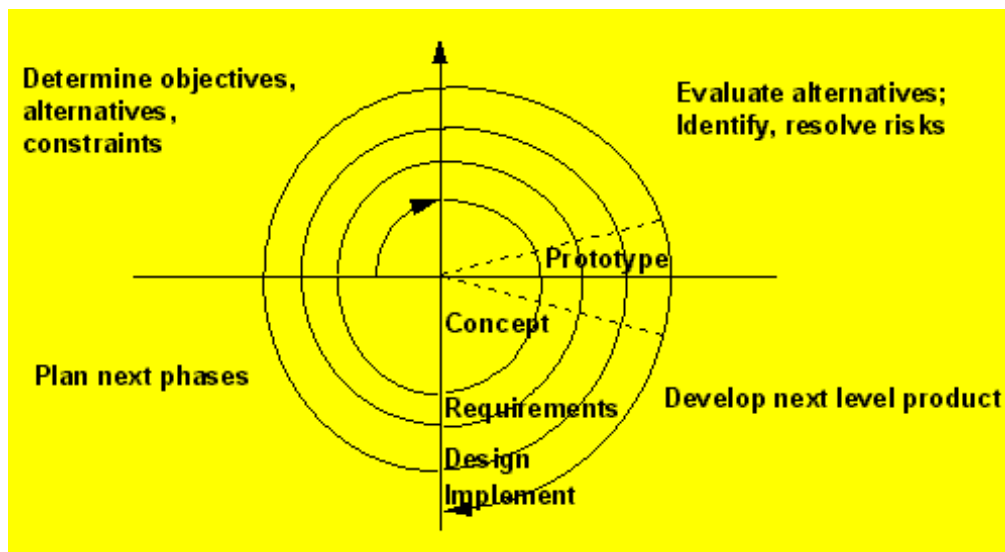 Determine objectives,
alternatives,
constraints
Evaluate alternatives;
Identify, resolve risks
Prototype
Concept
Plan next phases
Develop next level product
Requirements
Design
Implement